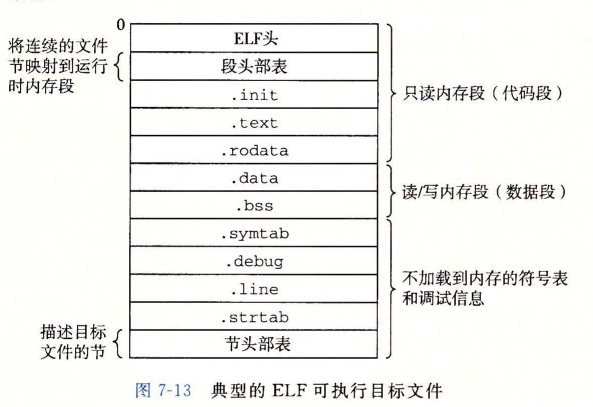 0
将连续的文件
节映射到运行
时内存段
ELF头
段头部表
.init
.text
.rodata
只读内存段（代码段）
.data
.bss
读/写内存段（数据段）
.symtab
.debug
.line
.strtab
不加载到内存的符号表
和调试信息
描述目标
文件的节
节头部表
图 7-13 典型的 ELF 可执行目标文件